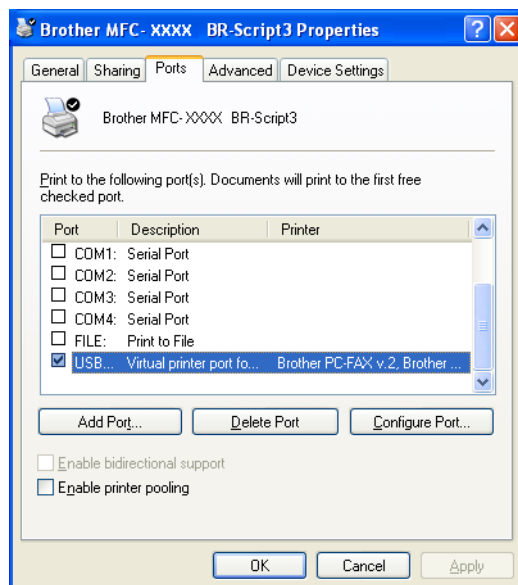 Brother MFC- XXXX BR-Script3 Properties
General Sharing Ports Advanced Device Settings
Brother MFC- XXXX BR-Script3
Print to the following port(s). Documents will print to the first free
checked port.
Port Description Printer
COM1: Serial Port
COM2: Serial Port
COM3: Serial Port
COM4: Serial Port
FILE: Print to File
USB... Virtual printer port fo... Brother PC-FAX v.2, Brother ...
Add Port... Delete Port Configure Port...
Enable bidirectional support
Enable printer pooling
OK Cancel Apply